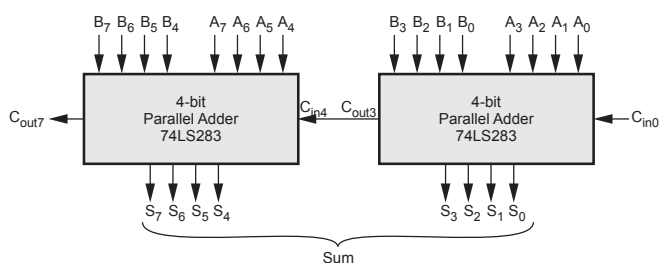 B7 B6 B5 B4 A7 A6 A5 A4 B3 B2 B1 B0 A3 A2 A1 A0
4-bit
Parallel Adder
74LS283
4-bit
Parallel Adder
74LS283
Cout7 Cin4 Cout3 Cin0
S7 S6 S5 S4 S3 S2 S1 S0
Sum